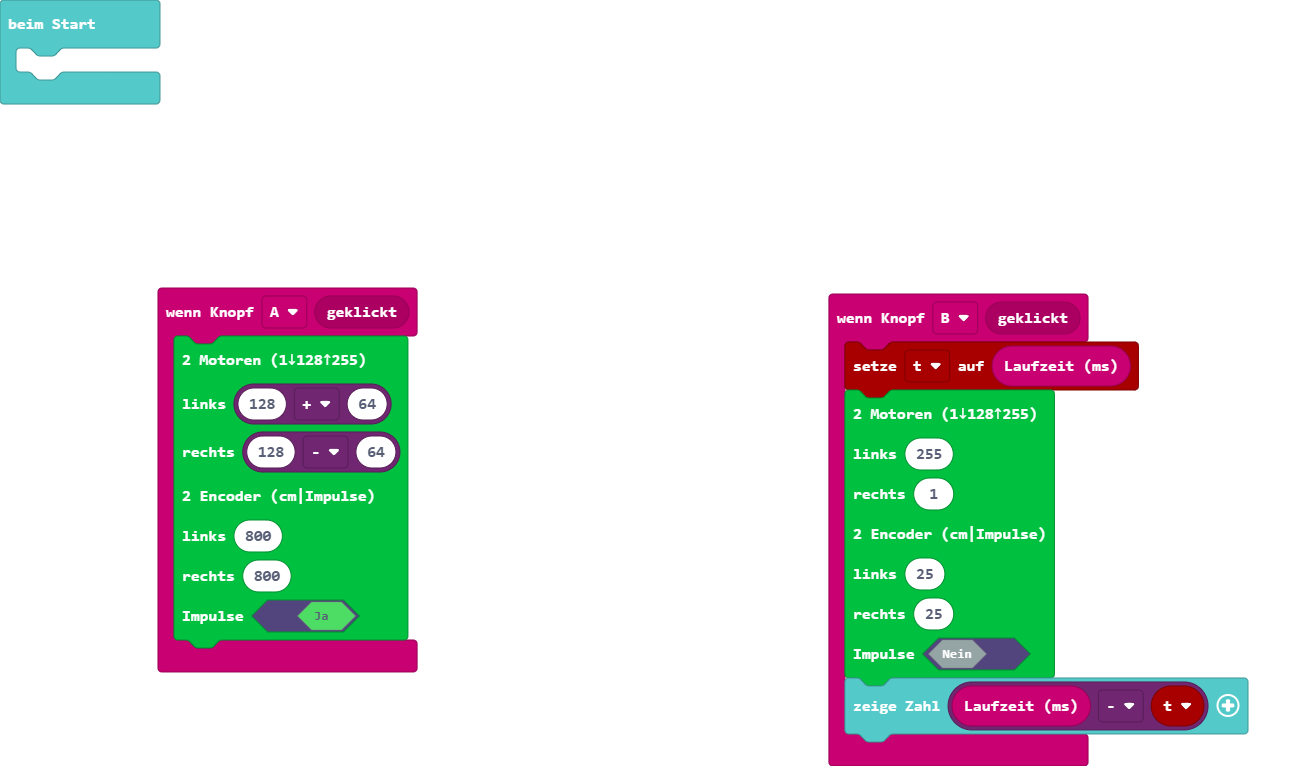 beim Start
wenn Knopf A geklickt
2 Motoren (1↓128↑255)
links 128 + 64
rechts 128 - 64
2 Encoder (cm|Impulse)
links 800
rechts 800
Impulse Ja
wenn Knopf B geklickt
setze t auf Laufzeit (ms)
2 Motoren (1↓128↑255)
links 255
rechts 1
2 Encoder (cm|Impulse)
links 25
rechts 25
Impulse Nein
zeige Zahl Laufzeit (ms) - t